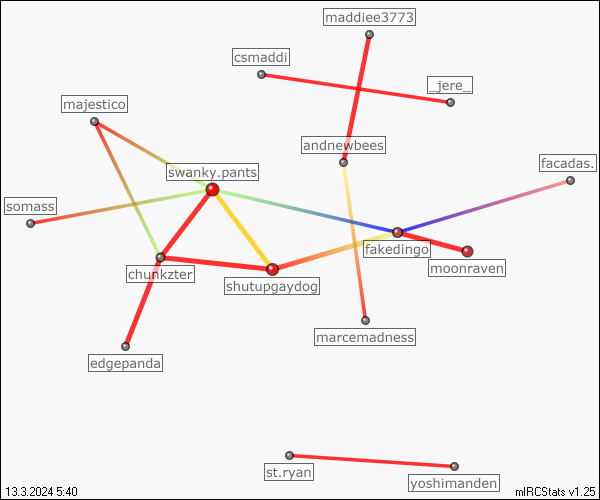 maddiee3773
csmaddi
_jere_
majestico
andnewbees
facadas.
swanky.pants
somass
fakedingo
moonraven
chunkzter
shutupgaydog
marcemadness
edgepanda
st.ryan
yoshimanden
13.3.2024 5:40
mIRCStats v1.25